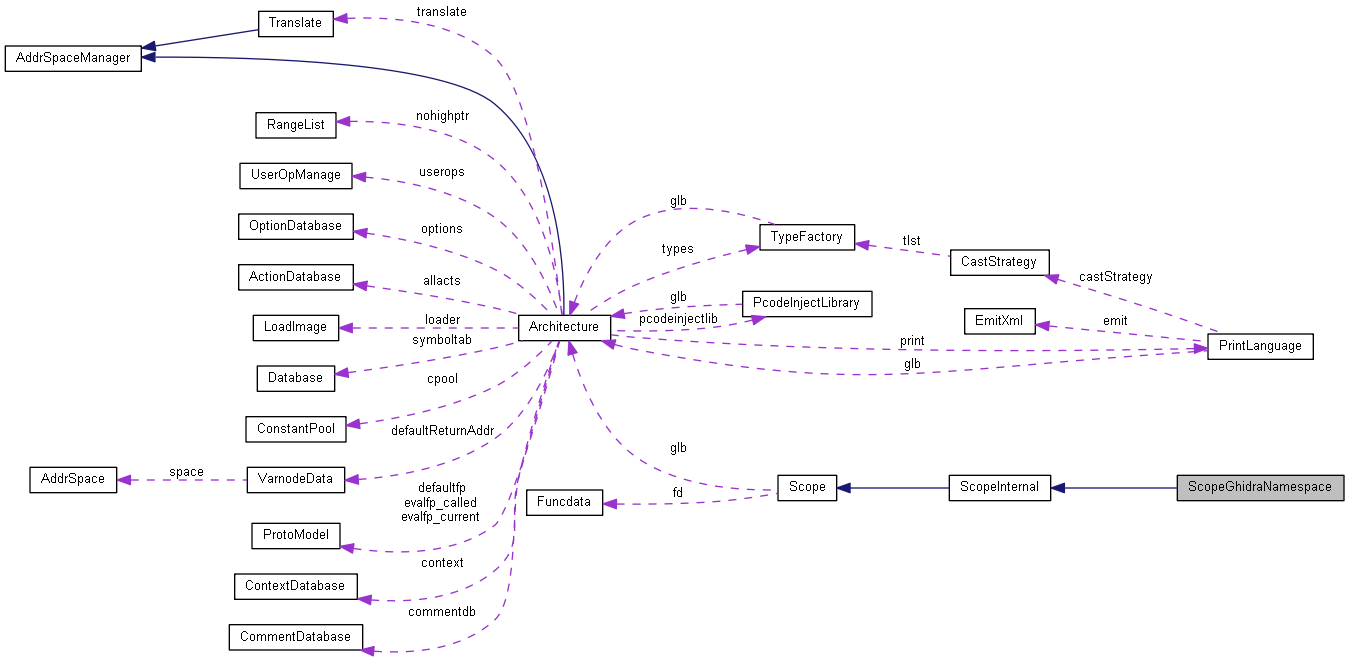 translate
Translate
AddrSpaceManager
nohighptr
RangeList
userops
UserOpManage
options
OptionDatabase
allacts
ActionDatabase
loader
LoadImage
symboltab
Database
cpool
ConstantPool
defaultReturnAddr
VarnodeData
space
AddrSpace
defaultfp
evalfp_called
evalfp_current
ProtoModel
context
ContextDatabase
commentdb
CommentDatabase
Architecture
glb
types
TypeFactory
tlst
CastStrategy
castStrategy
glb
pcodeinjectlib
PcodeInjectLibrary
EmitXml
emit
print
glb
PrintLanguage
glb
fd
Funcdata
Scope
ScopeInternal
ScopeGhidraNamespace